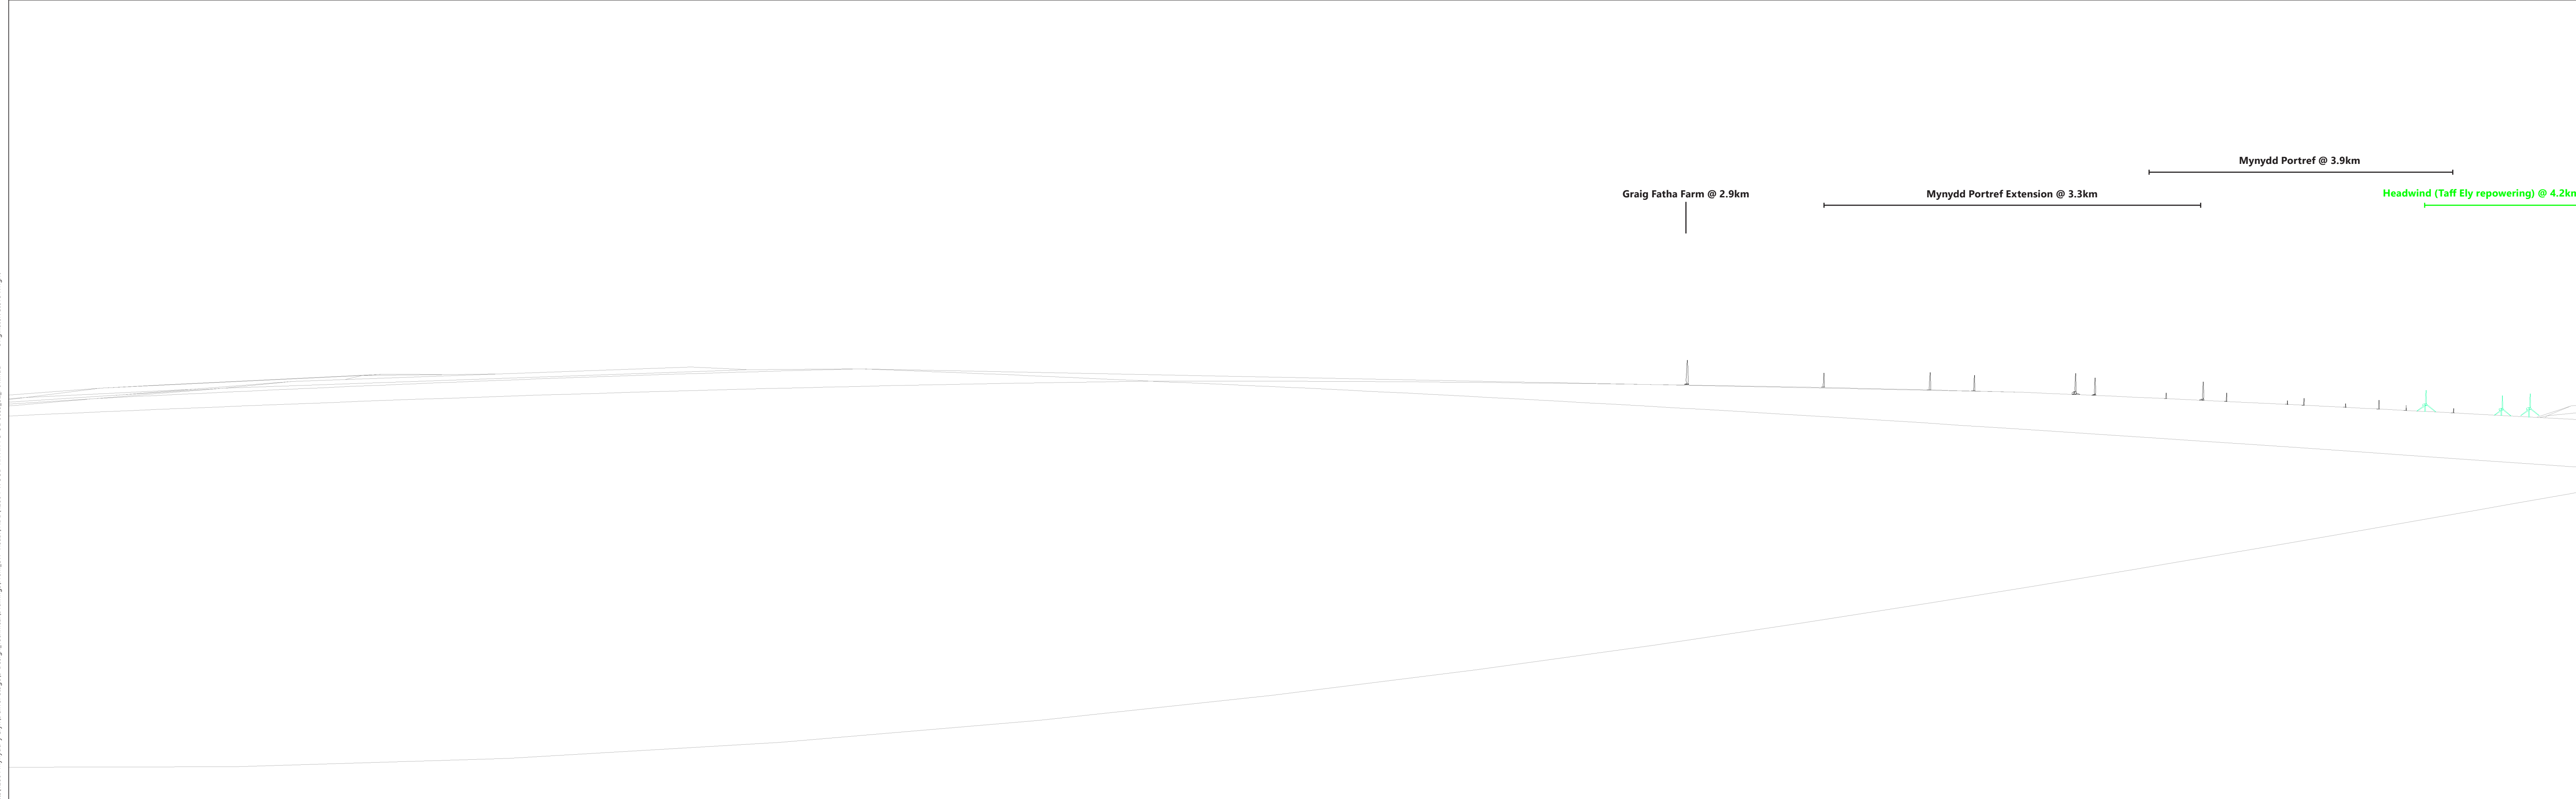 Mynydd Portref @ 3.9km
Graig Fatha Farm @ 2.9km
Mynydd Portref Extension @ 3.3km
Headwind (Taff Ely repowering) @ 4.2km